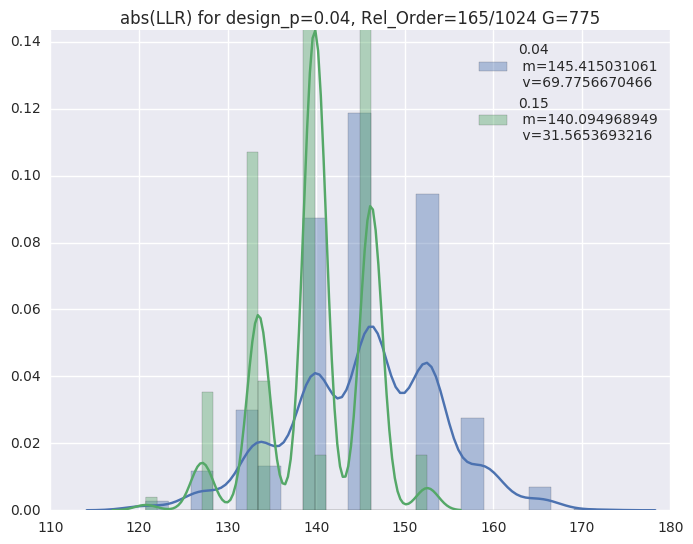 abs(LLR) for design_p=0.04, Rel_Order=165/1024 G=775
0.14
0.12
0.10
0.08
0.06
0.04
0.02
0.00
110 120 130 140 150 160 170 180
0.04
m=145.415031061
v=69.7756670466
0.15
m=140.094968949
v=31.5653693216